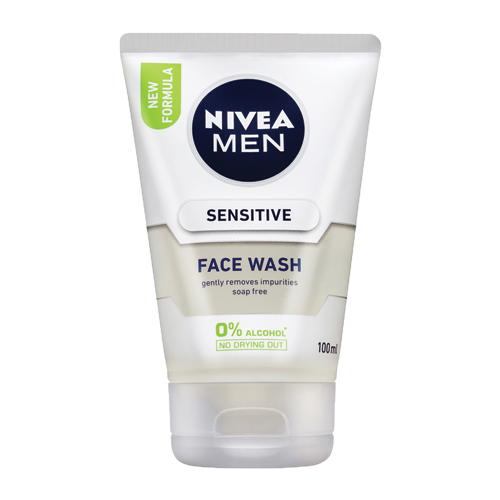 NEW
FORMULA
NIVEA
MEN
SENSITIVE
FACE WASH
gently removes impurities
soap free
0% ALCOHOL*
NO DRYING OUT
100ml